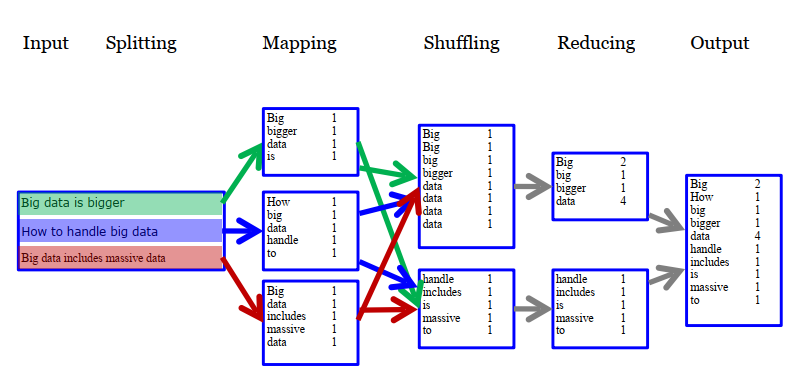 Input Splitting Mapping Shuffling Reducing Output
Big data is bigger
How to handle big data
Big data includes massive data
Big 1
bigger 1
data 1
is 1
How 1
big 1
data 1
handle 1
to 1
Big 1
data 1
includes 1
massive 1
data 1
Big 1
Big 1
big 1
bigger 1
data 1
data 1
data 1
data 1
handle 1
includes 1
is 1
massive 1
to 1
Big 2
big 1
bigger 1
data 4
handle 1
includes 1
is 1
massive 1
to 1
Big 2
How 1
big 1
bigger 1
data 4
handle 1
includes 1
is 1
massive 1
to 1